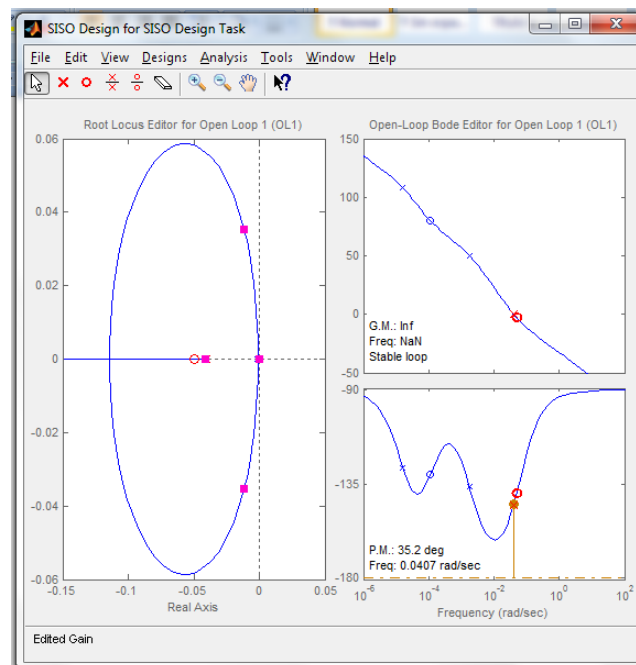 SISO Design for SISO Design Task
File Edit View Designs Analysis Tools Window Help
Root Locus Editor for Open Loop 1 (OL1)
0.06
0.04
0.02
0
-0.02
-0.04
-0.06
-0.15 -0.1 -0.05 0 0.05
Real Axis
Open-Loop Bode Editor for Open Loop 1 (OL1)
150
100
50
0
-50
G.M.: Inf
Freq: NaN
Stable loop
-90
-135
-180
P.M.: 35.2 deg
Freq: 0.0407 rad/sec
10^-6 10^-4 10^-2 10^0 10^2
Frequency (rad/sec)
Edited Gain